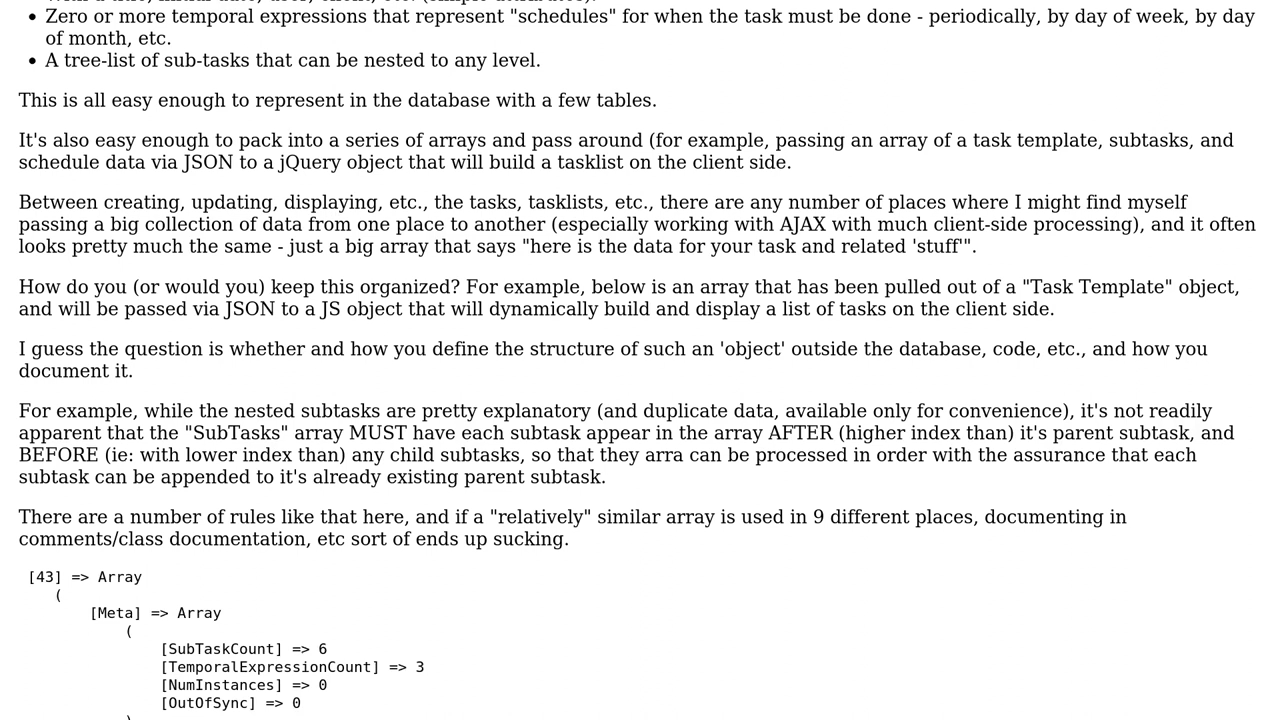 with a title, initial date, user, client, etc. (simple attributes).
Zero or more temporal expressions that represent "schedules" for when the task must be done - periodically, by day of week, by day
of month, etc.
A tree-list of sub-tasks that can be nested to any level.
This is all easy enough to represent in the database with a few tables.
It's also easy enough to pack into a series of arrays and pass around (for example, passing an array of a task template, subtasks, and
schedule data via JSON to a jQuery object that will build a tasklist on the client side.
Between creating, updating, displaying, etc., the tasks, tasklists, etc., there are any number of places where I might find myself
passing a big collection of data from one place to another (especially working with AJAX with much client-side processing), and it often
looks pretty much the same - just a big array that says "here is the data for your task and related 'stuff'".
How do you (or would you) keep this organized? For example, below is an array that has been pulled out of a "Task Template" object,
and will be passed via JSON to a JS object that will dynamically build and display a list of tasks on the client side.
I guess the question is whether and how you define the structure of such an 'object' outside the database, code, etc., and how you
document it.
For example, while the nested subtasks are pretty explanatory (and duplicate data, available only for convenience), it's not readily
apparent that the "SubTasks" array MUST have each subtask appear in the array AFTER (higher index than) it's parent subtask, and
BEFORE (ie: with lower index than) any child subtasks, so that they arra can be processed in order with the assurance that each
subtask can be appended to it's already existing parent subtask.
There are a number of rules like that here, and if a "relatively" similar array is used in 9 different places, documenting in
comments/class documentation, etc sort of ends up sucking.
[43] => Array
(
[Meta] => Array
(
[SubTaskCount] => 6
[TemporalExpressionCount] => 3
[NumInstances] => 0
[OutOfSync] => 0
)